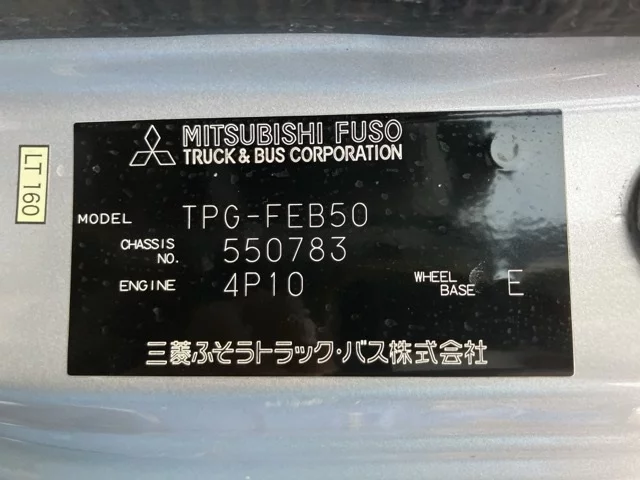 MITSUBISHI FUSO
TRUCK & BUS CORPORATION
LT 160
MODEL TPG-FEB50
CHASSIS NO. 550783
ENGINE 4P10 WHEEL BASE E
三菱ふそうトラック・バス株式会社